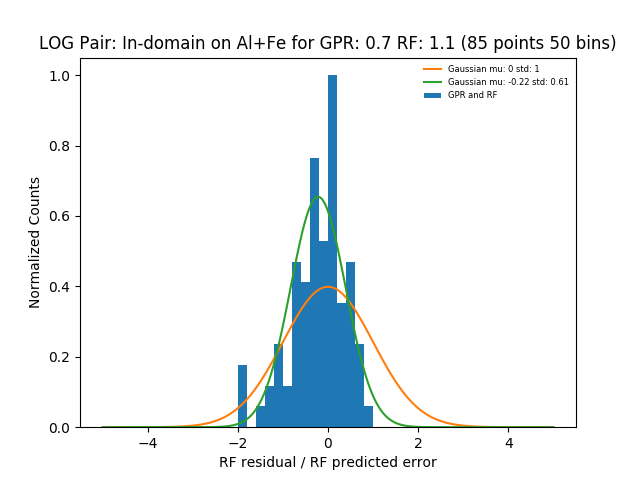 LOG Pair: In-domain on Al+Fe for GPR: 0.7 RF: 1.1 (85 points 50 bins)
Gaussian mu: 0 std: 1
Gaussian mu: -0.22 std: 0.61
GPR and RF
Normalized Counts
1.0
0.8
0.6
0.4
0.2
0.0
−4 −2 0 2 4
RF residual / RF predicted error